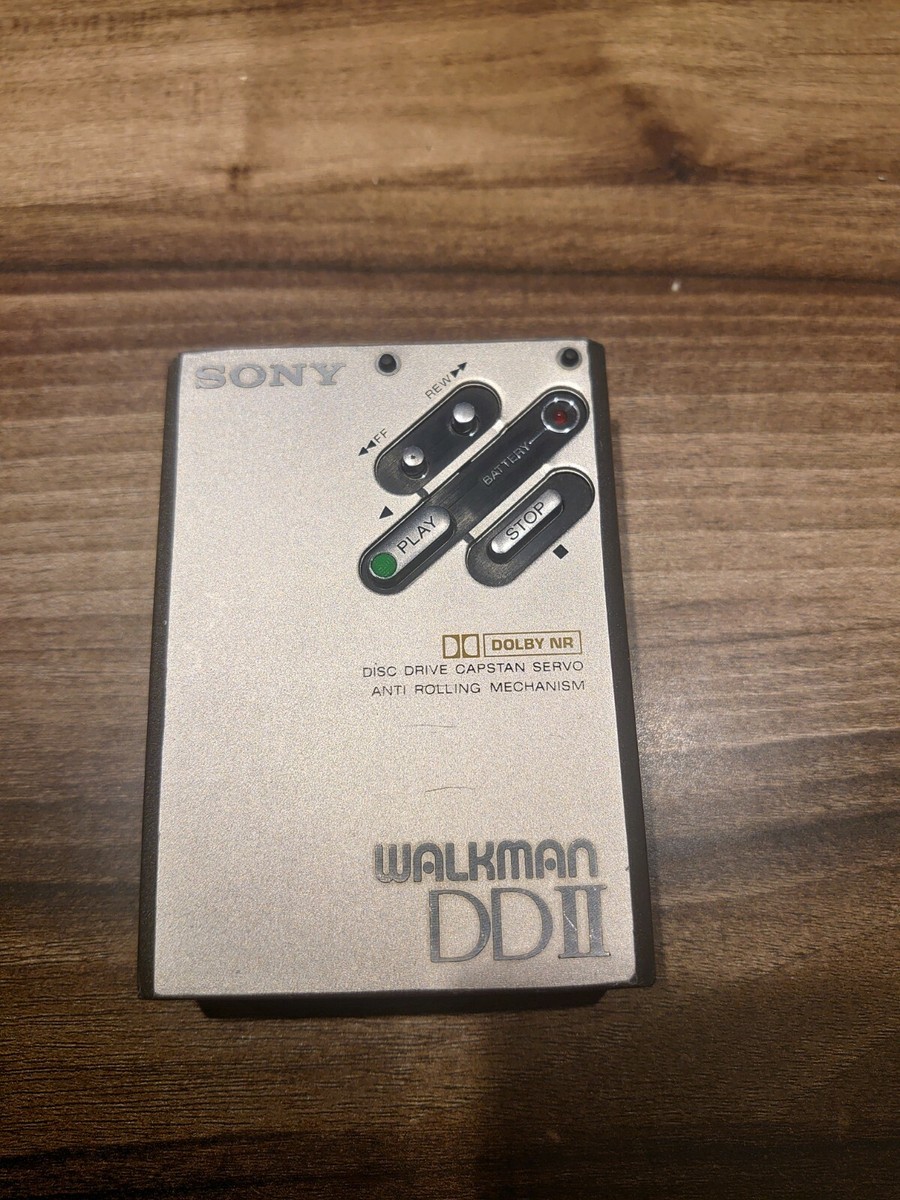 SONY
REW ▶▶
◀◀ FF
BATTERY
PLAY
STOP
DOLBY NR
DISC DRIVE CAPSTAN SERVO
ANTI ROLLING MECHANISM
WALKMAN
DDII